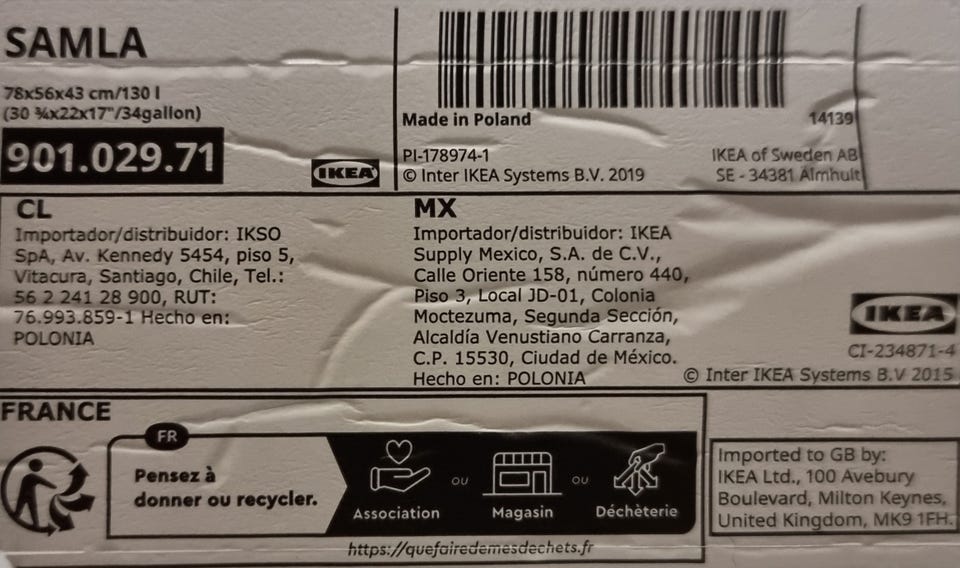 SAMLA
78x56x43 cm/130 l
(30 ¾x22x17"/34gallon)
901.029.71
IKEA
Made in Poland
14139
PI-178974-1
© Inter IKEA Systems B.V. 2019
IKEA of Sweden AB
SE - 34381 Älmhult
CL
Importador/distribuidor: IKSO
SpA, Av. Kennedy 5454, piso 5,
Vitacura, Santiago, Chile, Tel.:
56 2 241 28 900, RUT:
76.993.859-1 Hecho en:
POLONIA
MX
Importador/distribuidor: IKEA
Supply Mexico, S.A. de C.V.,
Calle Oriente 158, número 440,
Piso 3, Local JD-01, Colonia
Moctezuma, Segunda Sección,
Alcaldía Venustiano Carranza,
C.P. 15530, Ciudad de México.
Hecho en: POLONIA
IKEA
CI-234871-4
© Inter IKEA Systems B.V 2015
FRANCE
FR
Pensez à
donner ou recycler.
Association
ou
Magasin
ou
Déchèterie
https://quefairedemesdechets.fr
Imported to GB by:
IKEA Ltd., 100 Avebury
Boulevard, Milton Keynes,
United Kingdom, MK9 1FH.